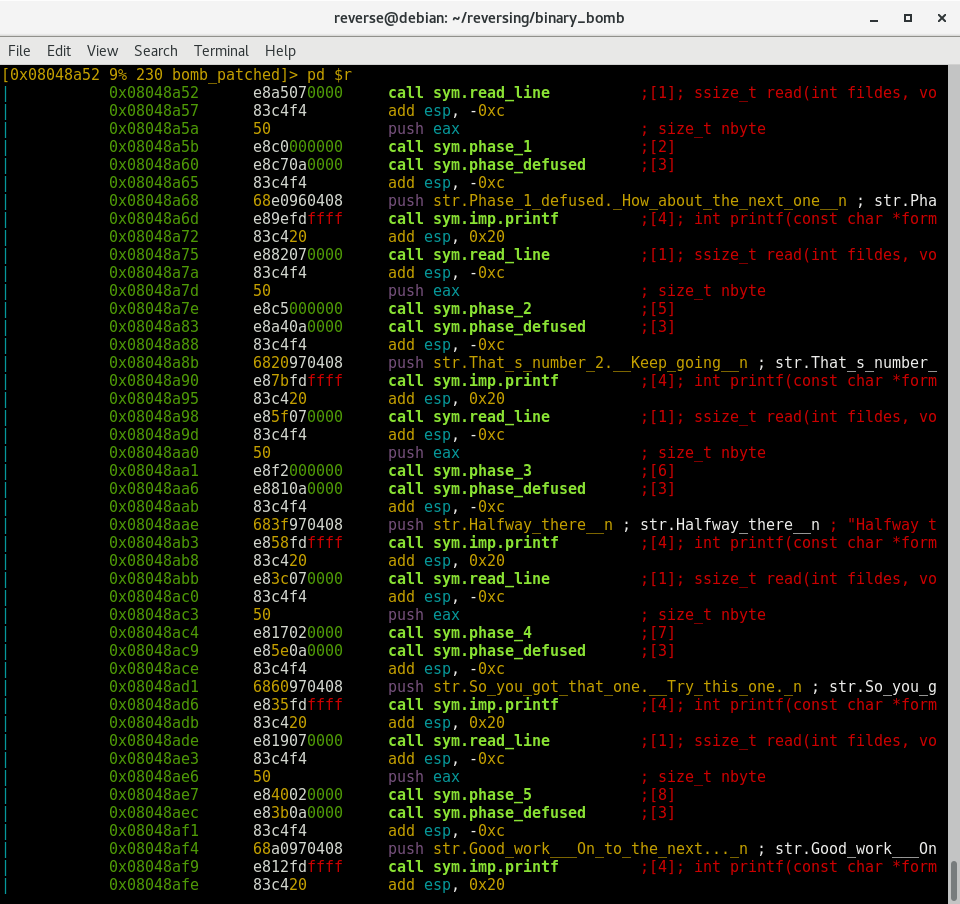 reverse@debian: ~/reversing/binary_bomb
File Edit View Search Terminal Help
[0x08048a52 9% 230 bomb_patched]> pd $r
| 0x08048a52 e8a5070000 call sym.read_line ;[1]; ssize_t read(int fildes, vo
| 0x08048a57 83c4f4 add esp, -0xc
| 0x08048a5a 50 push eax ; size_t nbyte
| 0x08048a5b e8c0000000 call sym.phase_1 ;[2]
| 0x08048a60 e8c70a0000 call sym.phase_defused ;[3]
| 0x08048a65 83c4f4 add esp, -0xc
| 0x08048a68 68e0960408 push str.Phase_1_defused._How_about_the_next_one__n ; str.Pha
| 0x08048a6d e89efdffff call sym.imp.printf ;[4]; int printf(const char *form
| 0x08048a72 83c420 add esp, 0x20
| 0x08048a75 e882070000 call sym.read_line ;[1]; ssize_t read(int fildes, vo
| 0x08048a7a 83c4f4 add esp, -0xc
| 0x08048a7d 50 push eax ; size_t nbyte
| 0x08048a7e e8c5000000 call sym.phase_2 ;[5]
| 0x08048a83 e8a40a0000 call sym.phase_defused ;[3]
| 0x08048a88 83c4f4 add esp, -0xc
| 0x08048a8b 6820970408 push str.That_s_number_2.__Keep_going__n ; str.That_s_number_
| 0x08048a90 e87bfdffff call sym.imp.printf ;[4]; int printf(const char *form
| 0x08048a95 83c420 add esp, 0x20
| 0x08048a98 e85f070000 call sym.read_line ;[1]; ssize_t read(int fildes, vo
| 0x08048a9d 83c4f4 add esp, -0xc
| 0x08048aa0 50 push eax ; size_t nbyte
| 0x08048aa1 e8f2000000 call sym.phase_3 ;[6]
| 0x08048aa6 e8810a0000 call sym.phase_defused ;[3]
| 0x08048aab 83c4f4 add esp, -0xc
| 0x08048aae 683f970408 push str.Halfway_there__n ; str.Halfway_there__n ; "Halfway t
| 0x08048ab3 e858fdffff call sym.imp.printf ;[4]; int printf(const char *form
| 0x08048ab8 83c420 add esp, 0x20
| 0x08048abb e83c070000 call sym.read_line ;[1]; ssize_t read(int fildes, vo
| 0x08048ac0 83c4f4 add esp, -0xc
| 0x08048ac3 50 push eax ; size_t nbyte
| 0x08048ac4 e817020000 call sym.phase_4 ;[7]
| 0x08048ac9 e85e0a0000 call sym.phase_defused ;[3]
| 0x08048ace 83c4f4 add esp, -0xc
| 0x08048ad1 6860970408 push str.So_you_got_that_one.__Try_this_one._n ; str.So_you_g
| 0x08048ad6 e835fdffff call sym.imp.printf ;[4]; int printf(const char *form
| 0x08048adb 83c420 add esp, 0x20
| 0x08048ade e819070000 call sym.read_line ;[1]; ssize_t read(int fildes, vo
| 0x08048ae3 83c4f4 add esp, -0xc
| 0x08048ae6 50 push eax ; size_t nbyte
| 0x08048ae7 e840020000 call sym.phase_5 ;[8]
| 0x08048aec e83b0a0000 call sym.phase_defused ;[3]
| 0x08048af1 83c4f4 add esp, -0xc
| 0x08048af4 68a0970408 push str.Good_work___On_to_the_next..._n ; str.Good_work___On
| 0x08048af9 e812fdffff call sym.imp.printf ;[4]; int printf(const char *form
| 0x08048afe 83c420 add esp, 0x20